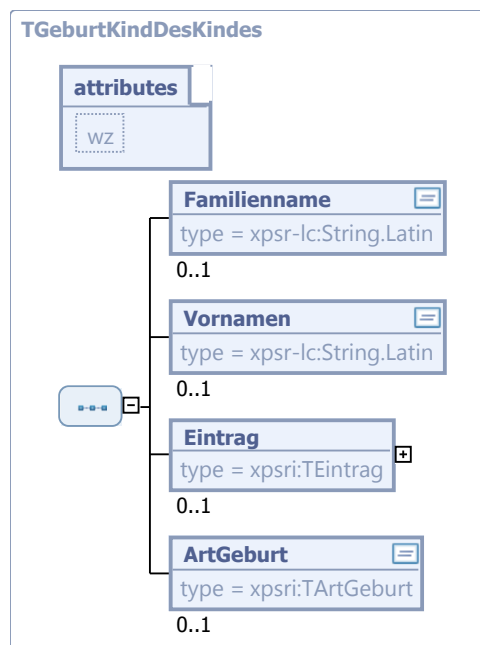 TGeburtKindDesKindes
attributes
wz
Familienname
type = xpsr-lc:String.Latin
0..1
Vornamen
type = xpsr-lc:String.Latin
0..1
Eintrag
type = xpsri:TEintrag
0..1
ArtGeburt
type = xpsri:TArtGeburt
0..1